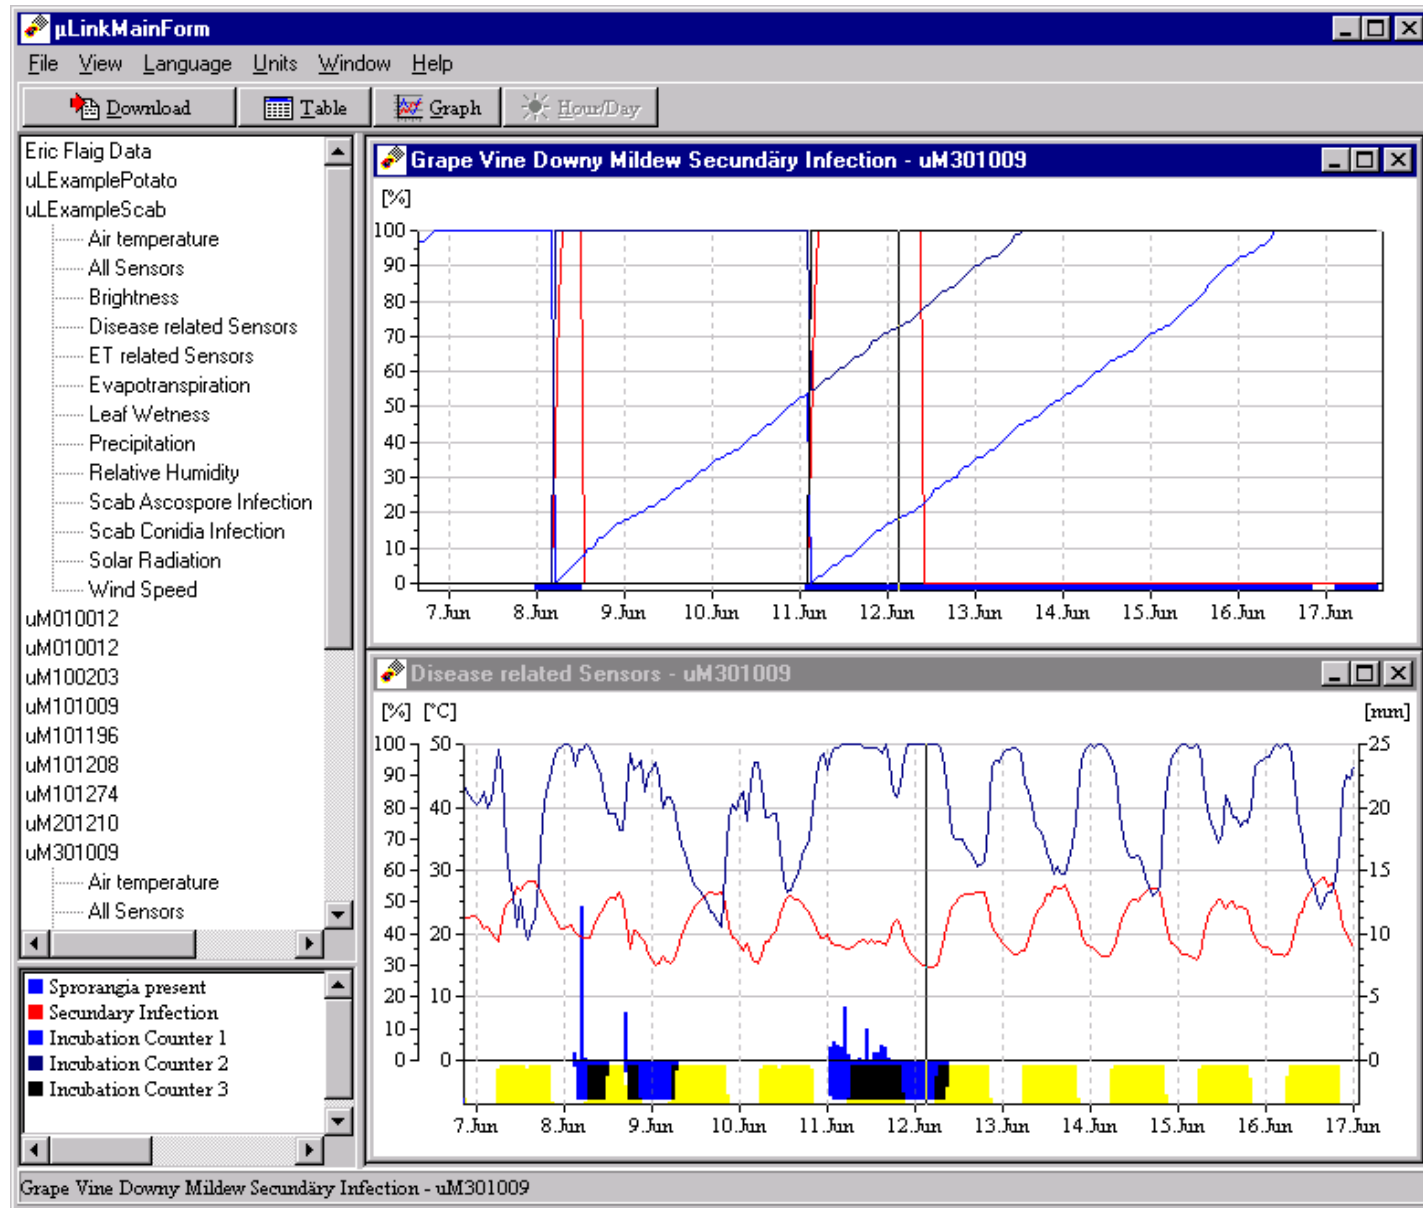 µLinkMainForm
File View Language Units Window Help
Download Table Graph Hour/Day
Eric Flaig Data
uLExamplePotato
uLExampleScab
Air temperature
All Sensors
Brightness
Disease related Sensors
ET related Sensors
Evapotranspiration
Leaf Wetness
Precipitation
Relative Humidity
Scab Ascospore Infection
Scab Conidia Infection
Solar Radiation
Wind Speed
uM010012
uM010012
uM100203
uM101009
uM101196
uM101208
uM101274
uM201210
uM301009
Air temperature
All Sensors
Sprorangia present
Secundary Infection
Incubation Counter 1
Incubation Counter 2
Incubation Counter 3
Grape Vine Downy Mildew Secundäry Infection - uM301009
[%]
100
90
80
70
60
50
40
30
20
10
0
7.Jun 8.Jun 9.Jun 10.Jun 11.Jun 12.Jun 13.Jun 14.Jun 15.Jun 16.Jun 17.Jun
Disease related Sensors - uM301009
[%] [°C] [mm]
100 50 25
90
80 40 20
70
60 30 15
50
40 20 10
30
20 10 5
10
0 0 0
7.Jun 8.Jun 9.Jun 10.Jun 11.Jun 12.Jun 13.Jun 14.Jun 15.Jun 16.Jun 17.Jun
Grape Vine Downy Mildew Secundäry Infection - uM301009